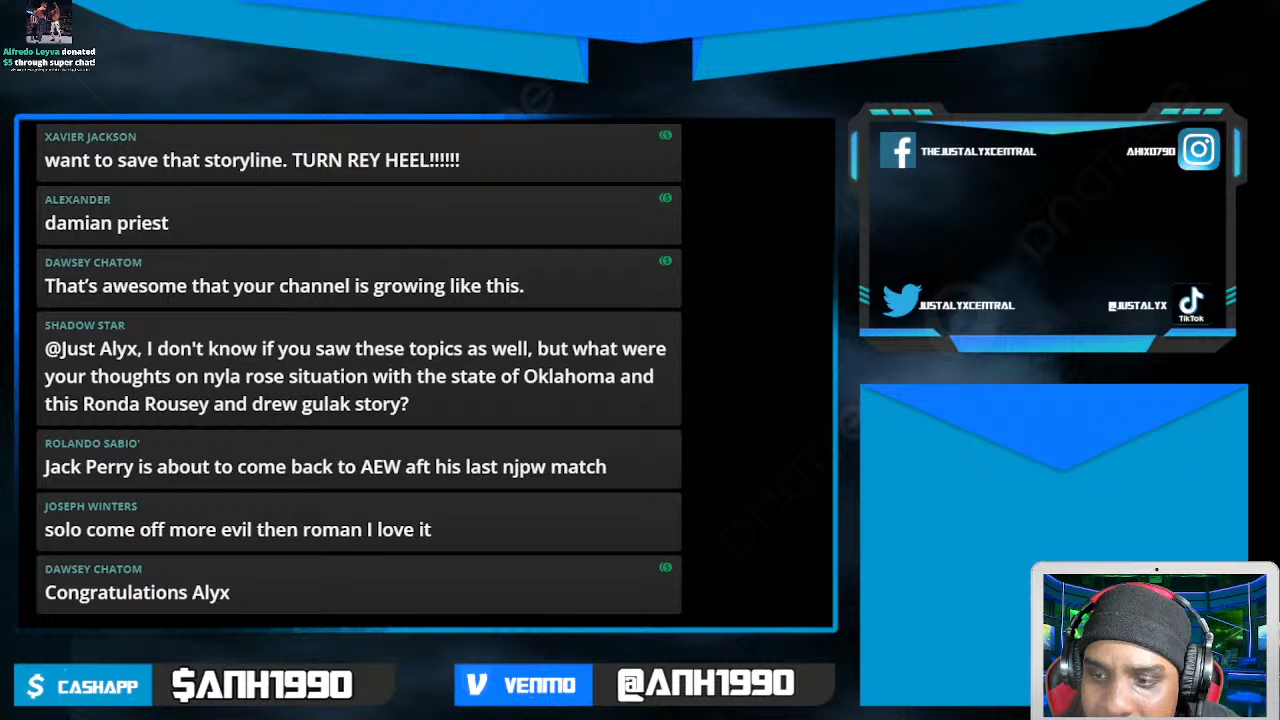 Alfredo Leyva donated
$5 through super chat!
XAVIER JACKSON
want to save that storyline. TURN REY HEEL!!!!!!
ALEXANDER
damian priest
DAWSEY CHATOM
That's awesome that your channel is growing like this.
SHADOW STAR
@Just Alyx, I don't know if you saw these topics as well, but what were
your thoughts on nyla rose situation with the state of Oklahoma and
this Ronda Rousey and drew gulak story?
ROLANDO SABIO'
Jack Perry is about to come back to AEW aft his last njpw match
JOSEPH WINTERS
solo come off more evil then roman I love it
DAWSEY CHATOM
Congratulations Alyx
THEJUSTALYXCENTRAL
AHIX0790
JUSTALYXCENTRAL
@JUSTALYX
TikTok
$ CASHAPP
$ANH1990
V VENMO
@ANH1990